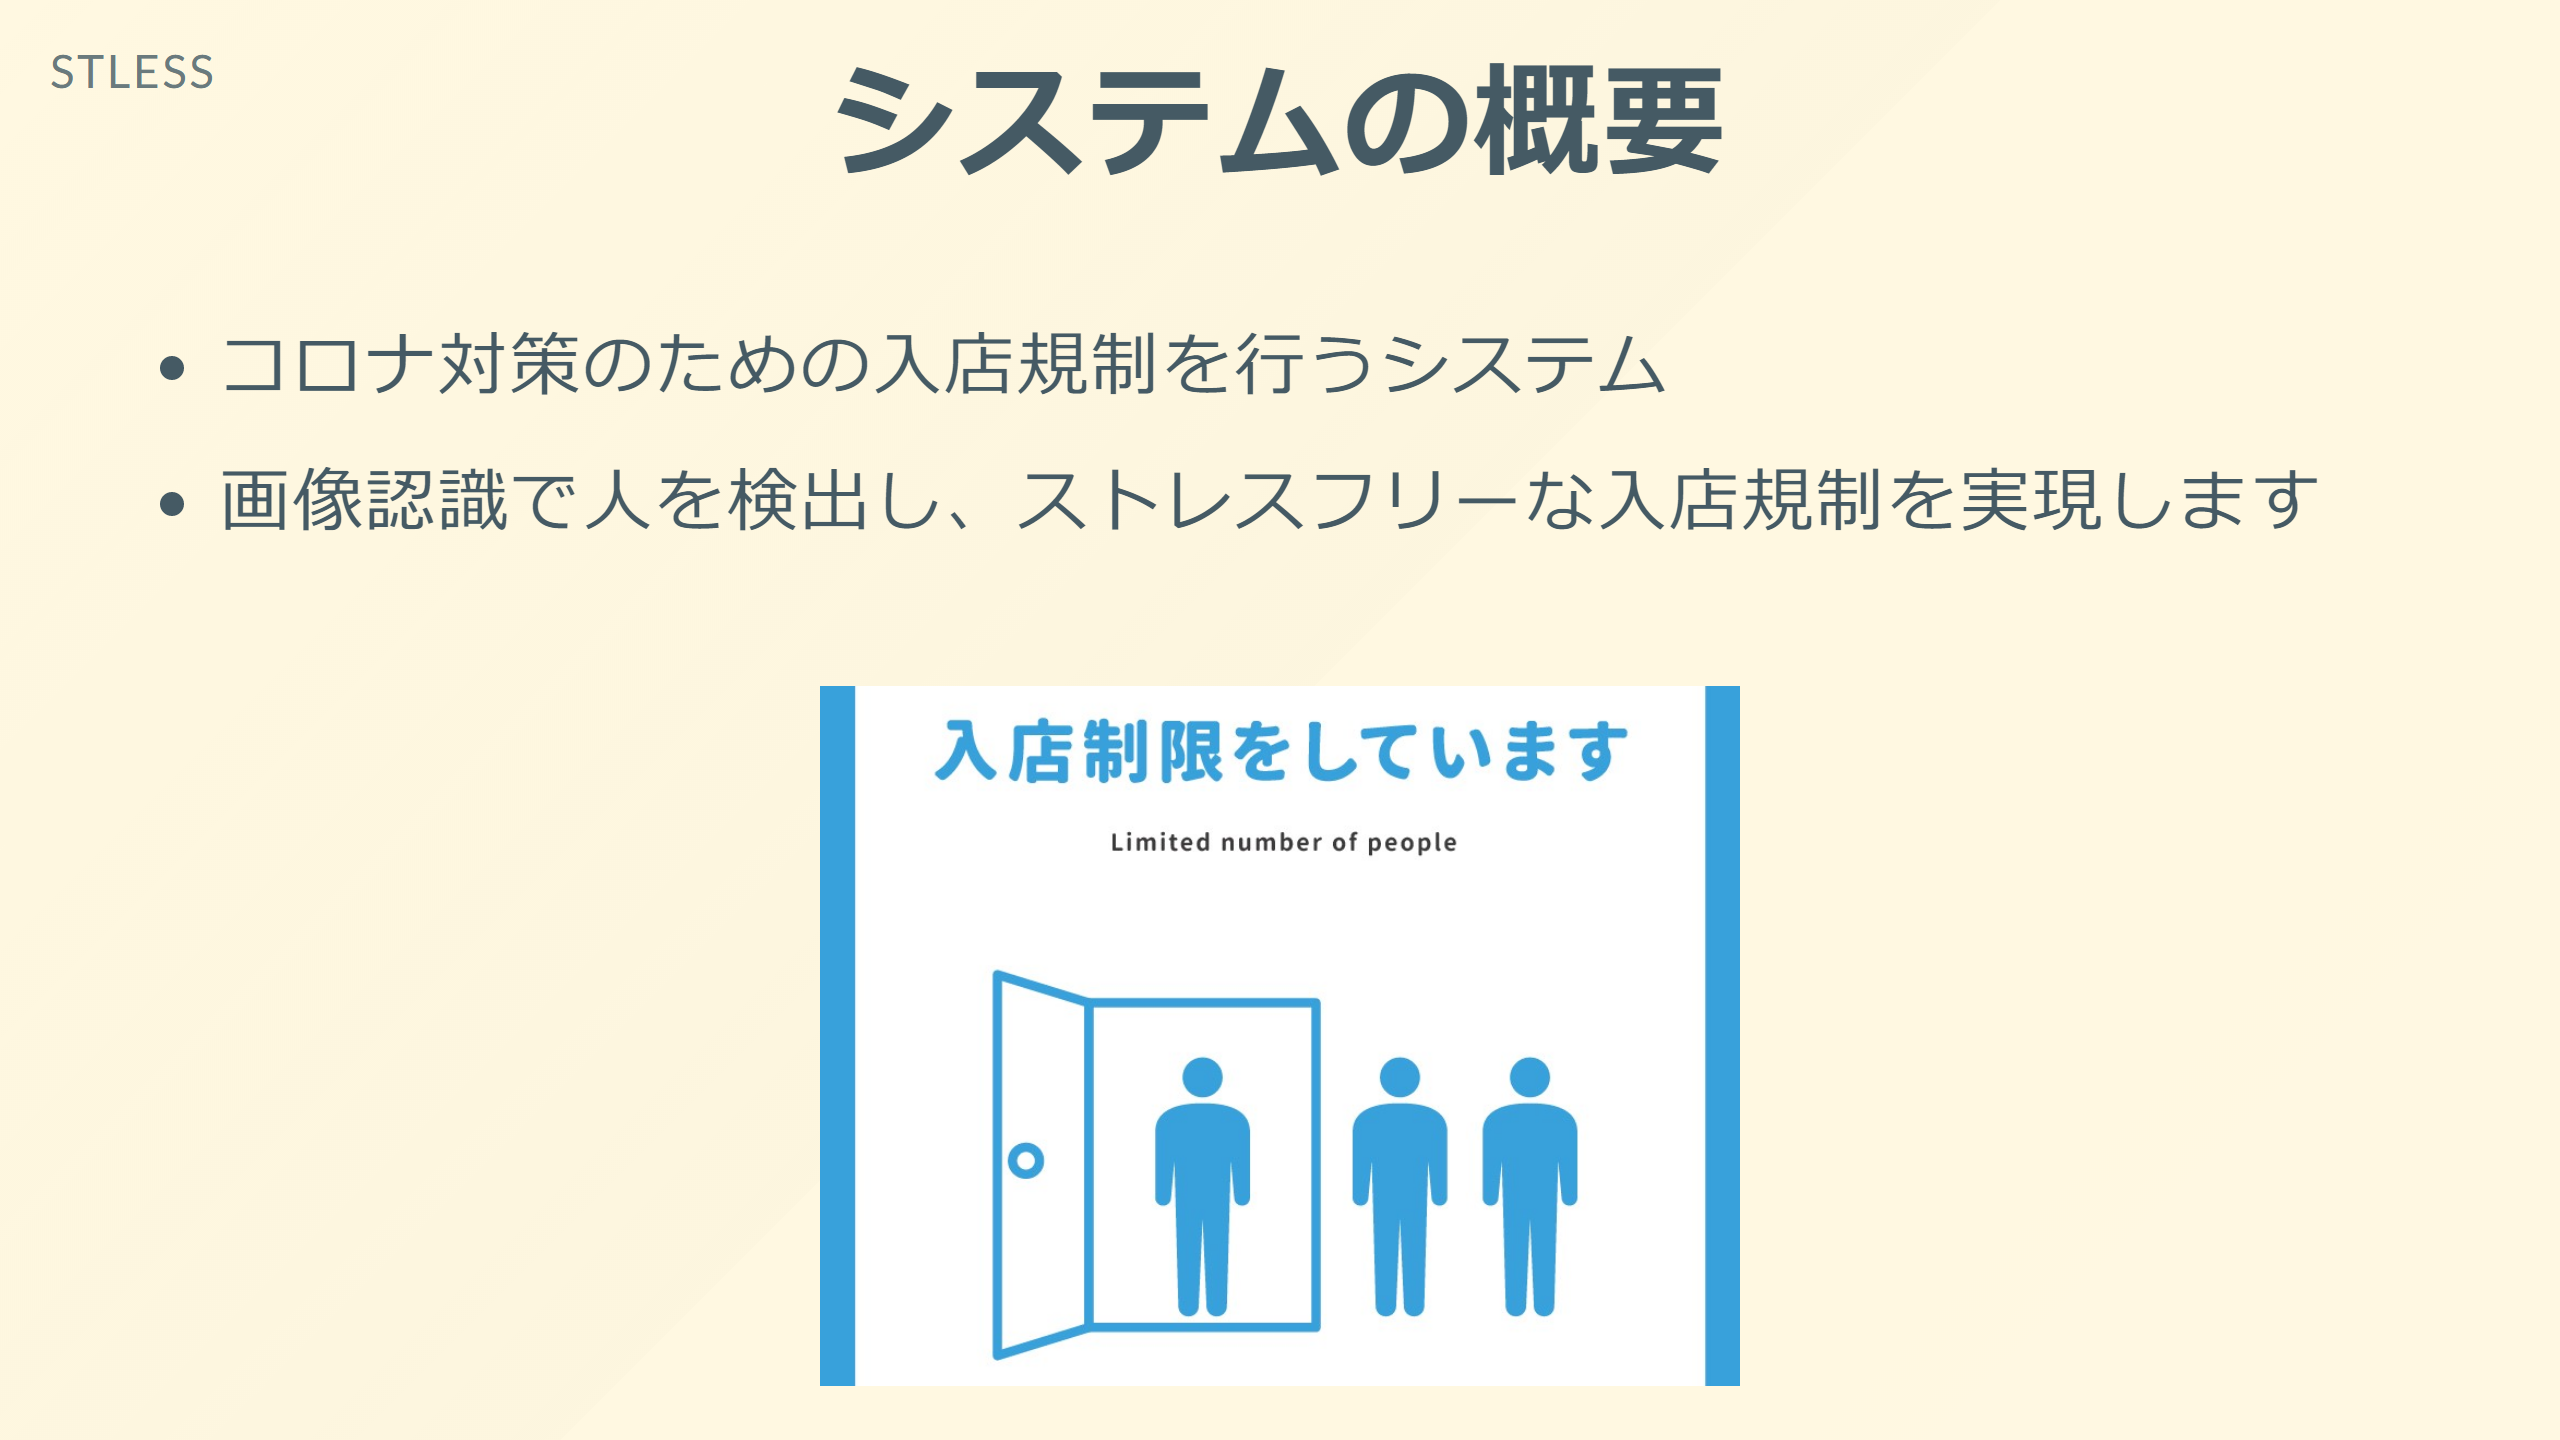 STLESS
システムの概要
コロナ対策のための入店規制を行うシステム
画像認識で人を検出し、ストレスフリーな入店規制を実現します
入店制限をしています
Limited number of people